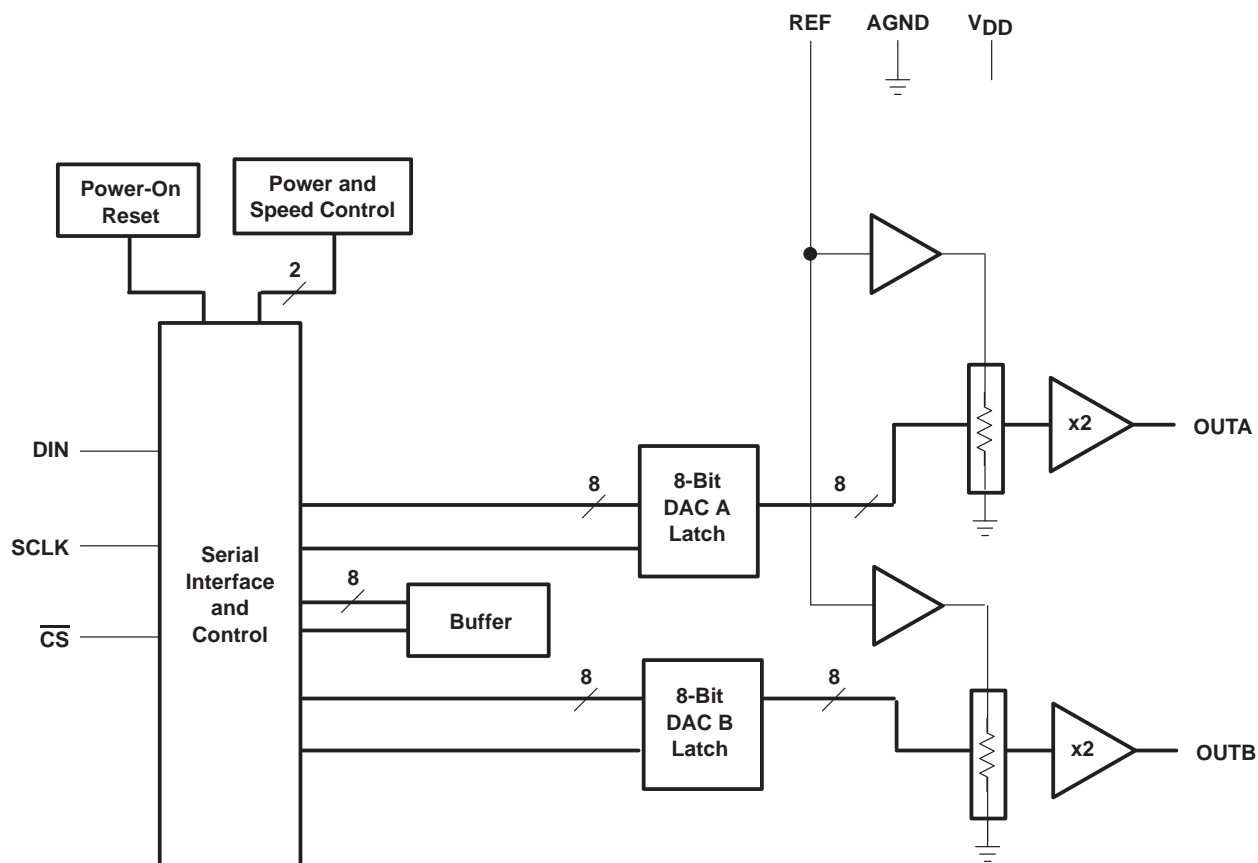 REF AGND VDD
Power-On
Reset
Power and
Speed Control
2
DIN
SCLK
CS
Serial
Interface
and
Control
8
8-Bit
DAC A
Latch
8
x2
OUTA
8
Buffer
8
8-Bit
DAC B
Latch
8
x2
OUTB